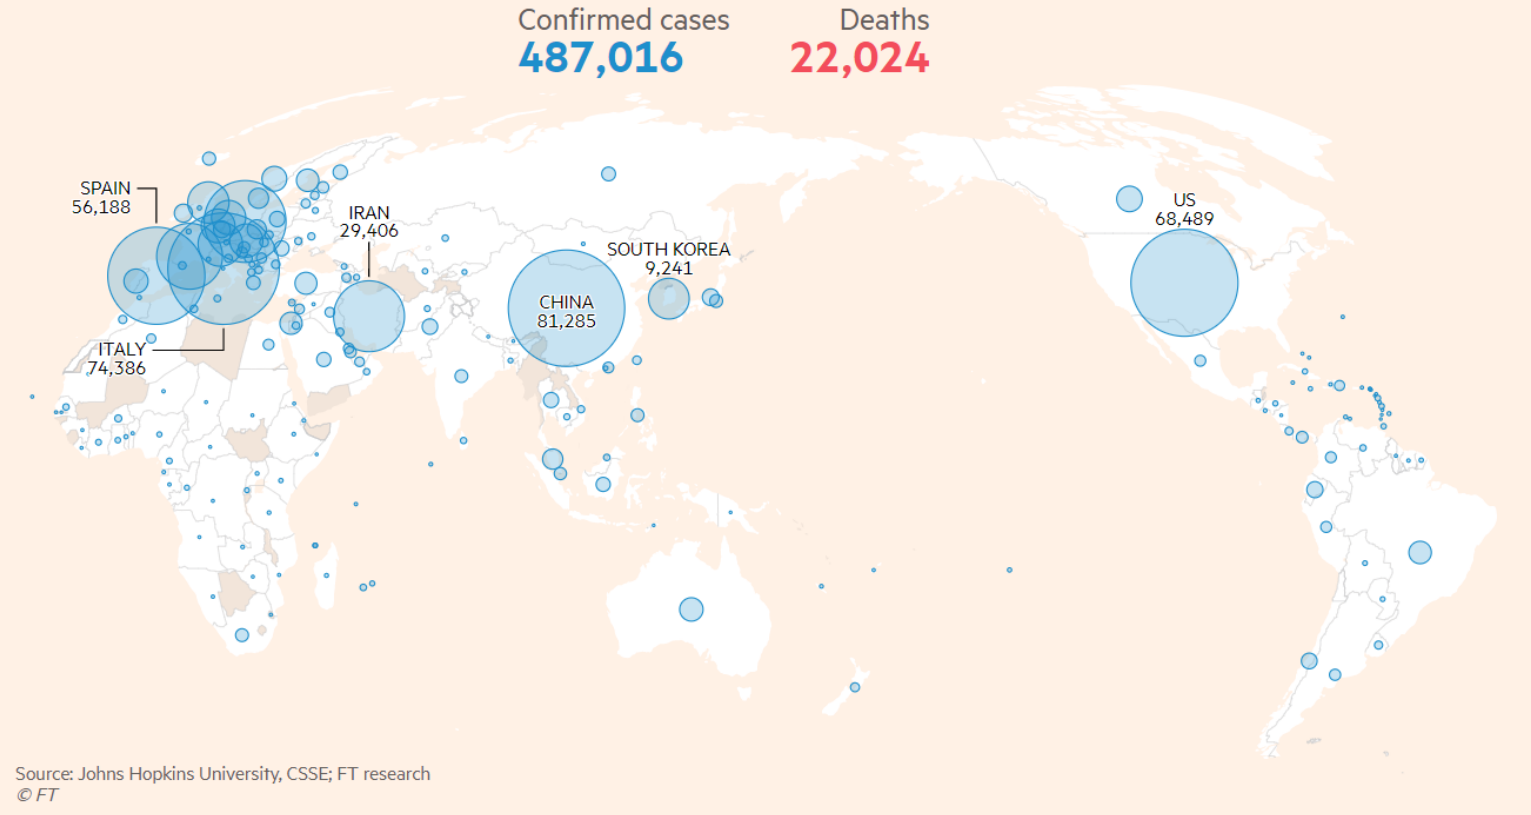 Confirmed cases
487,016
Deaths
22,024
SPAIN
56,188
IRAN
29,406
SOUTH KOREA
9,241
US
68,489
CHINA
81,285
ITALY
74,386
Source: Johns Hopkins University, CSSE; FT research
© FT